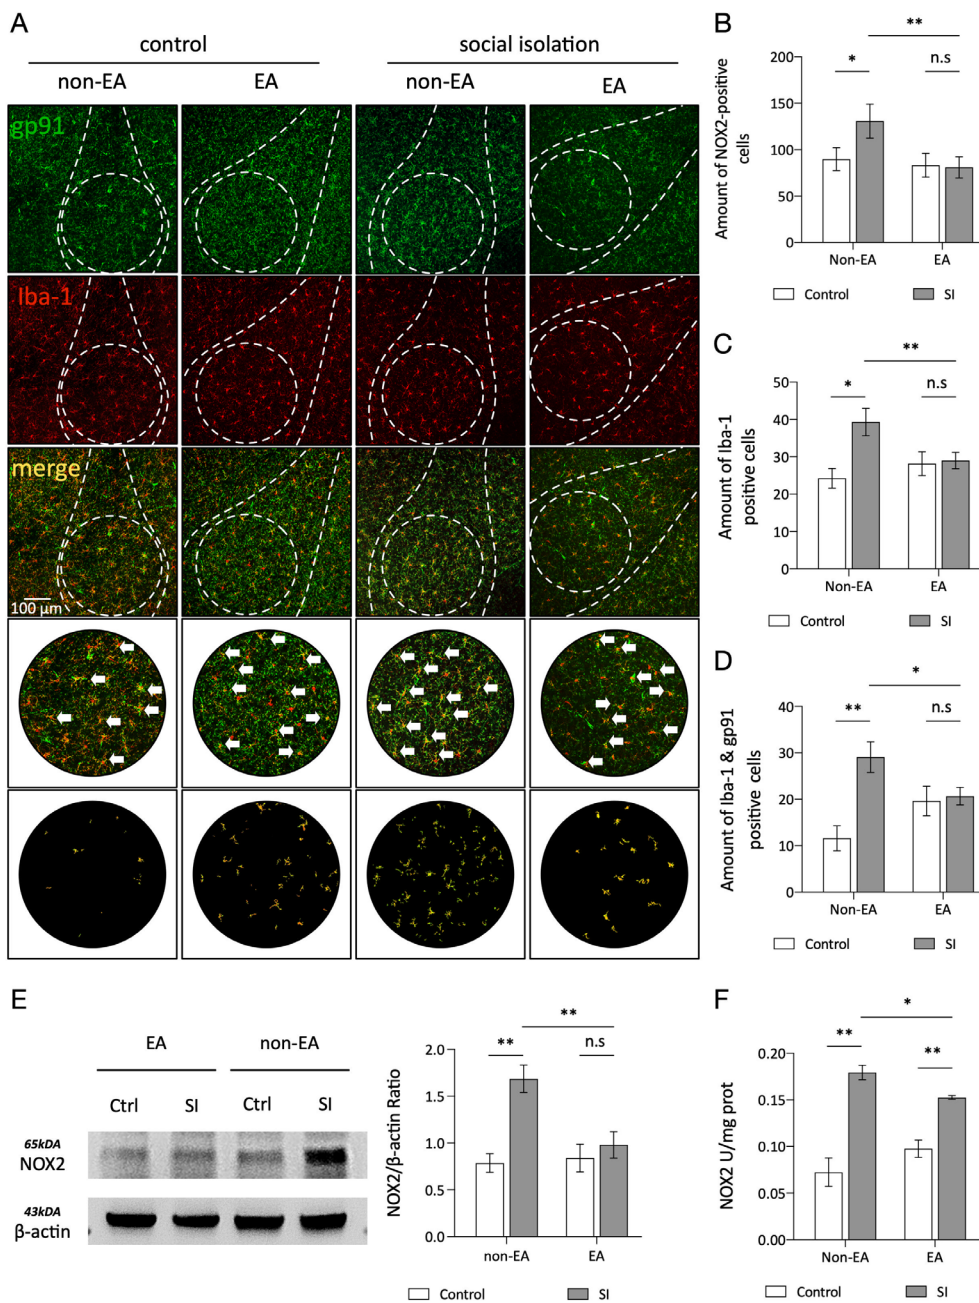 A
control
social isolation
non-EA
EA
non-EA
EA
gp91
Iba-1
merge
100 µm
B
Amount of NOX2-positive
cells
200
150
100
50
0
*
**
n.s
Non-EA
EA
Control
SI
C
Amount of Iba-1
positive cells
50
40
30
20
10
0
*
**
n.s
Non-EA
EA
Control
SI
D
Amount of Iba-1 & gp91
positive cells
40
30
20
10
0
**
*
n.s
Non-EA
EA
Control
SI
E
EA
non-EA
Ctrl
SI
Ctrl
SI
65kDA
NOX2
43kDA
β-actin
NOX2/β-actin Ratio
2.0
1.5
1.0
0.5
0.0
**
**
n.s
non-EA
EA
Control
SI
F
NOX2 U/mg prot
0.20
0.15
0.10
0.05
0.00
**
*
**
Non-EA
EA
Control
SI